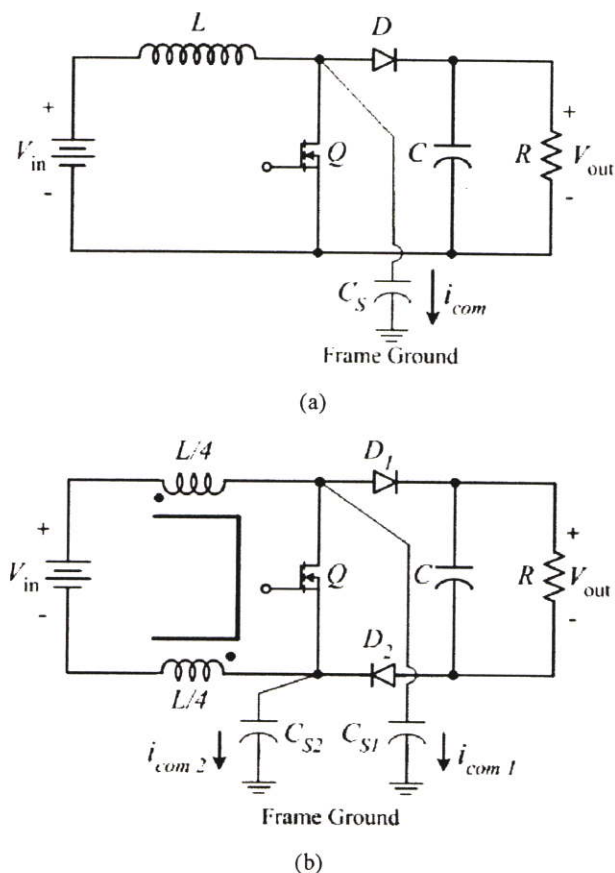 L
D
+
V_in
-
Q
C
R
+
V_out
-
C_S
i_com
Frame Ground
(a)
L/4
D_1
+
V_in
-
Q
C
R
+
V_out
-
D_2
L/4
i_com 2
C_S2
C_S1
i_com 1
Frame Ground
(b)